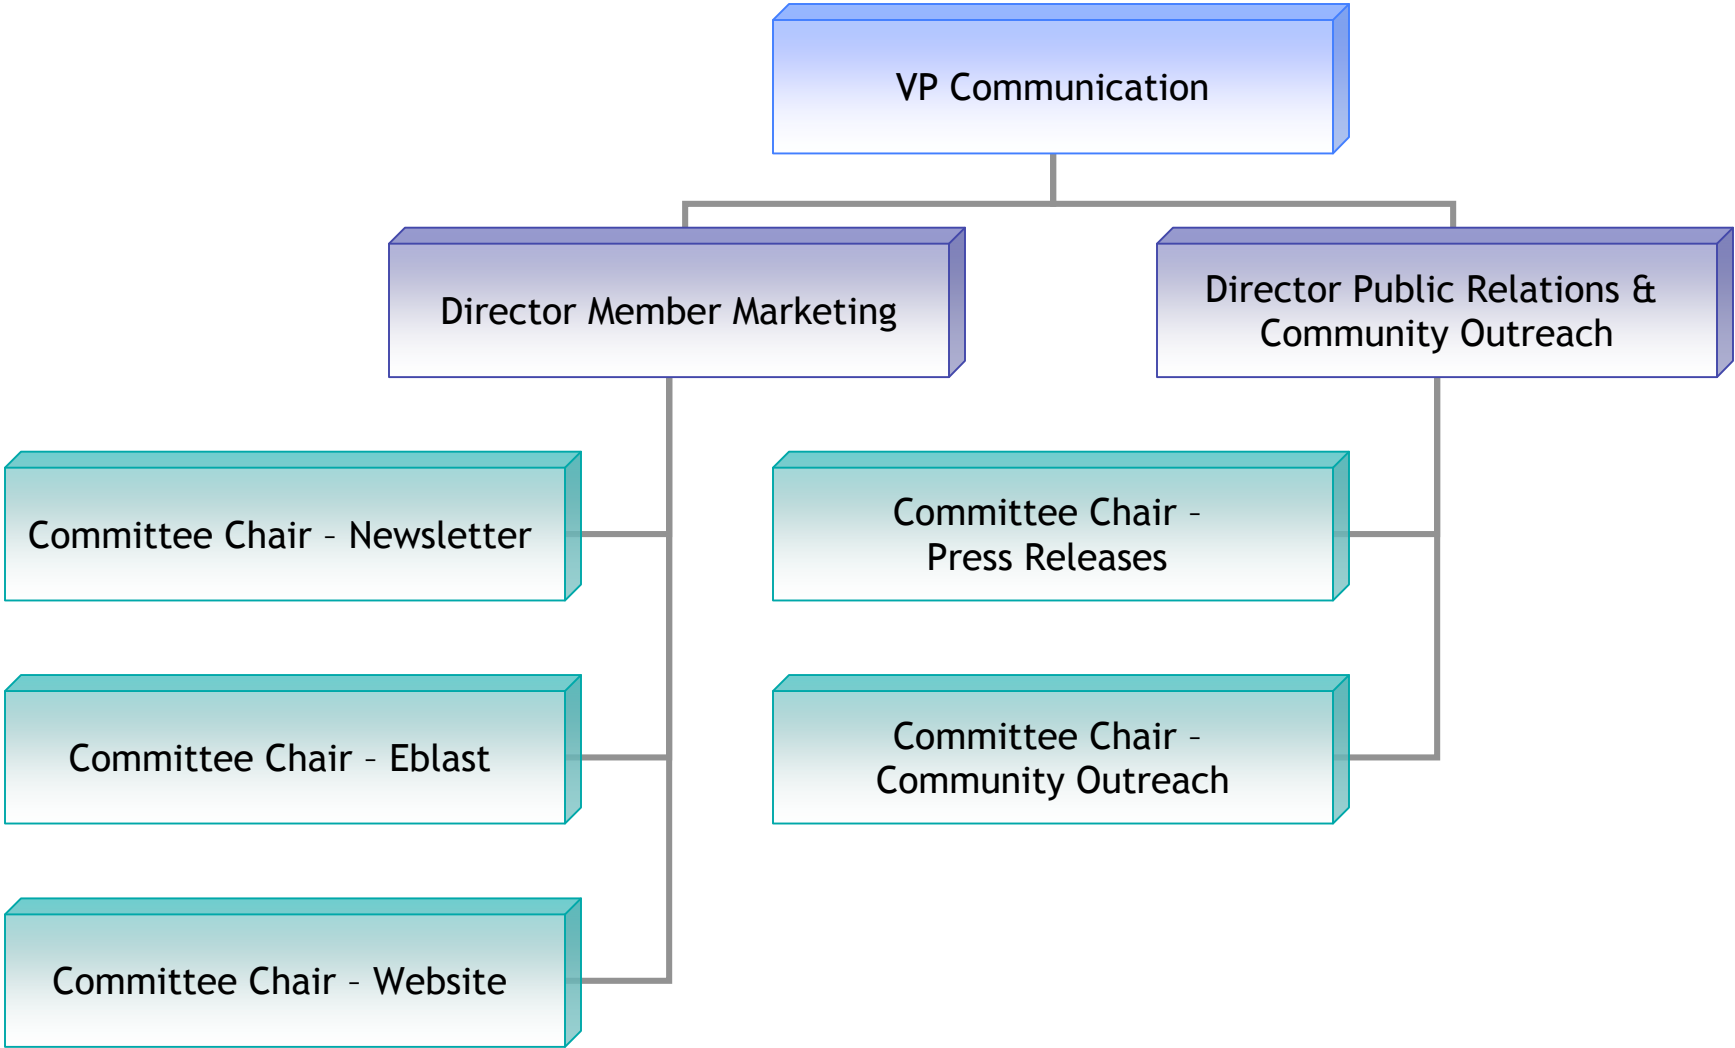 VP Communication
Director Member Marketing
Director Public Relations &
Community Outreach
Committee Chair – Newsletter
Committee Chair –
Press Releases
Committee Chair – Eblast
Committee Chair –
Community Outreach
Committee Chair – Website